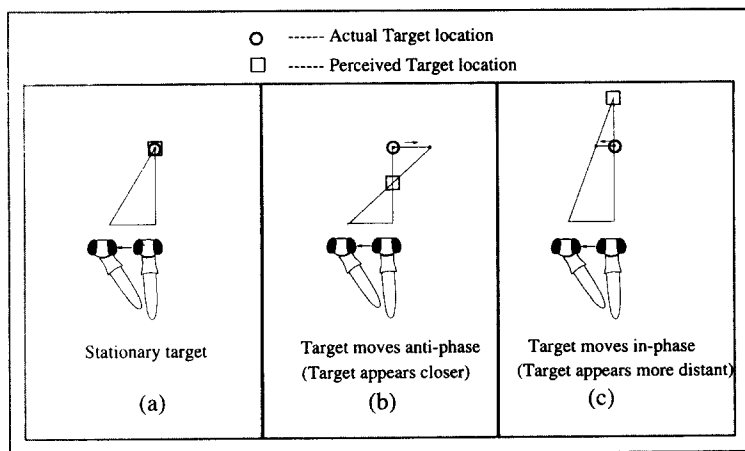 ------ Actual Target location
------ Perceived Target location
Stationary target
(a)
Target moves anti-phase
(Target appears closer)
(b)
Target moves in-phase
(Target appears more distant)
(c)